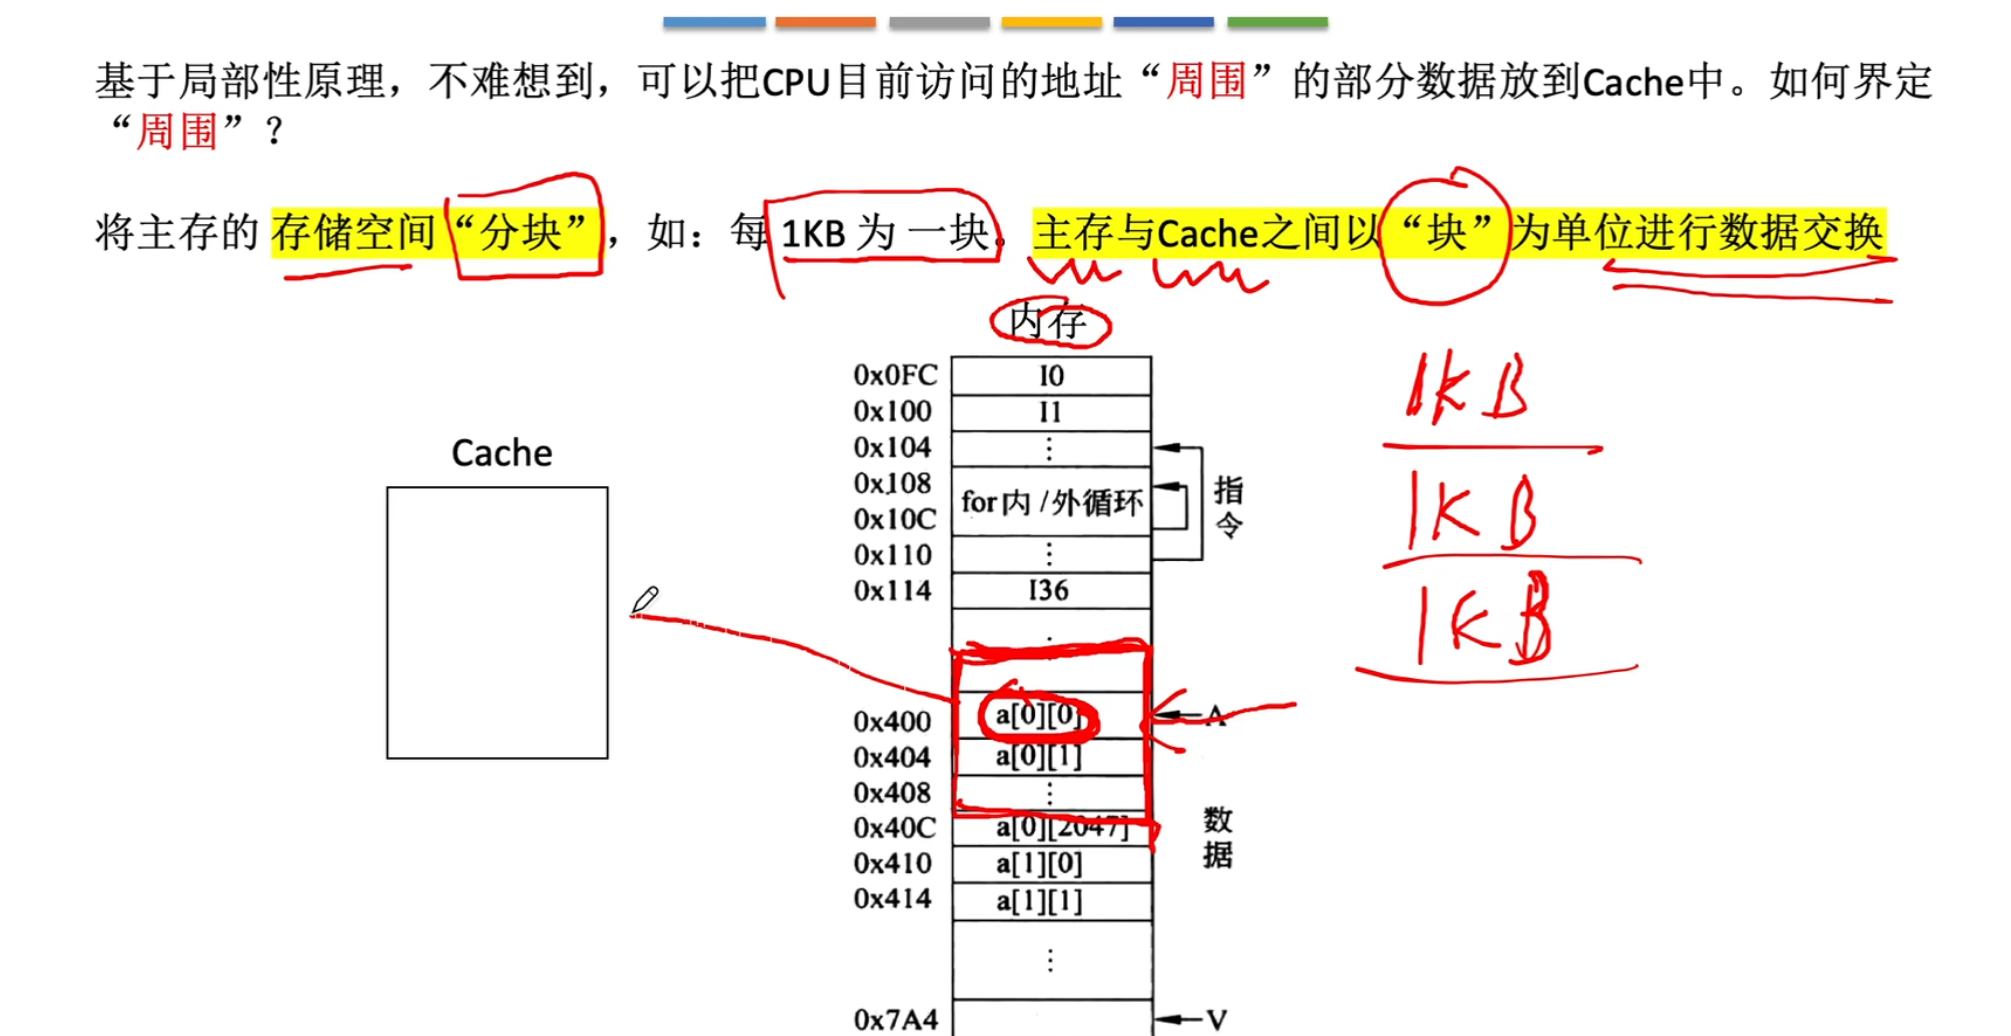 基于局部性原理，不难想到，可以把CPU目前访问的地址“周围”的部分数据放到Cache中。如何界定
“周围”？
将主存的存储空间“分块”，如：每1KB 为 一块。主存与Cache之间以“块”为单位进行数据交换
内存
0x0FC I0
0x100 I1
0x104 ⋮
0x108 for内/外循环
0x10C
0x110 ⋮
0x114 I36
指令
Cache
1KB
1KB
1KB
0x400 a[0][0] A
0x404 a[0][1]
0x408 ⋮
0x40C a[0][2047]
0x410 a[1][0]
0x414 a[1][1]
⋮
数据
0x7A4 V